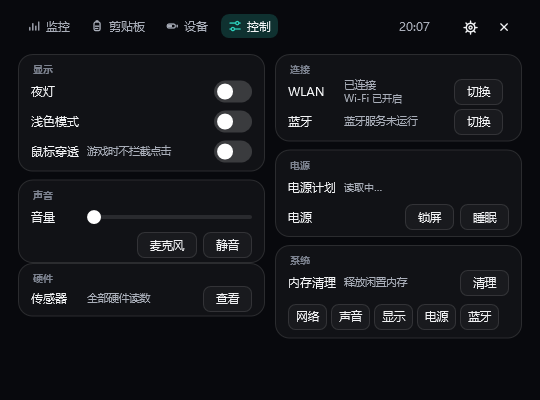 监控 剪贴板 设备 控制 20:07
显示
夜灯
浅色模式
鼠标穿透 游戏时不拦截点击
声音
音量
麦克风 静音
硬件
传感器 全部硬件读数 查看
连接
WLAN 已连接 Wi-Fi 已开启 切换
蓝牙 蓝牙服务未运行 切换
电源
电源计划 读取中...
电源 锁屏 睡眠
系统
内存清理 释放闲置内存 清理
网络 声音 显示 电源 蓝牙